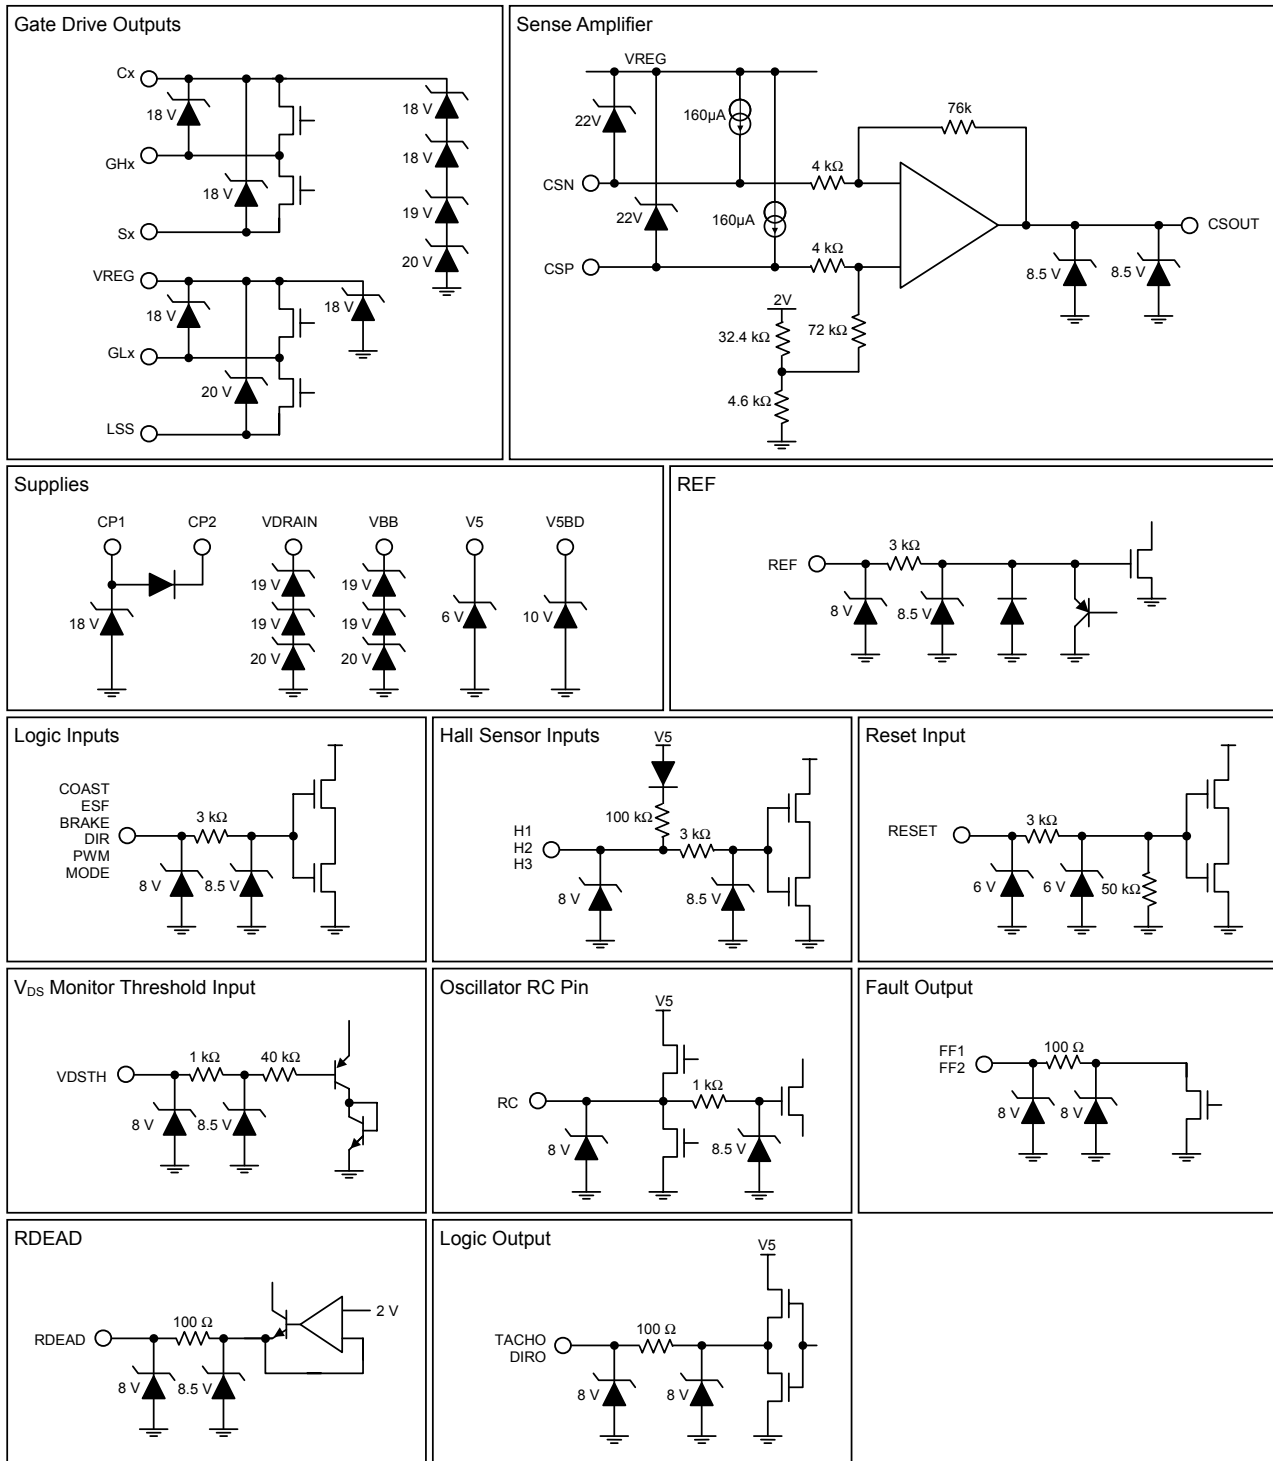 Gate Drive Outputs
Cx
18 V
GHx
18 V
Sx
18 V
18 V
19 V
20 V
VREG
18 V
18 V
GLx
20 V
LSS
Sense Amplifier
VREG
22V
160µA
76k
4 kΩ
CSN
22V
160µA
CSOUT
4 kΩ
CSP
8.5 V
8.5 V
2V
32.4 kΩ
72 kΩ
4.6 kΩ
Supplies
CP1
CP2
VDRAIN
VBB
V5
V5BD
18 V
19 V
19 V
20 V
19 V
19 V
20 V
6 V
10 V
REF
3 kΩ
REF
8 V
8.5 V
Logic Inputs
COAST
ESF
BRAKE
DIR
PWM
MODE
3 kΩ
8 V
8.5 V
Hall Sensor Inputs
V5
100 kΩ
3 kΩ
H1
H2
H3
8 V
8.5 V
Reset Input
3 kΩ
RESET
6 V
6 V
50 kΩ
VDS Monitor Threshold Input
1 kΩ
40 kΩ
VDSTH
8 V
8.5 V
Oscillator RC Pin
V5
1 kΩ
RC
8 V
8.5 V
Fault Output
FF1
FF2
100 Ω
8 V
8 V
RDEAD
2 V
100 Ω
RDEAD
8 V
8.5 V
Logic Output
V5
TACHO
DIRO
100 Ω
8 V
8 V